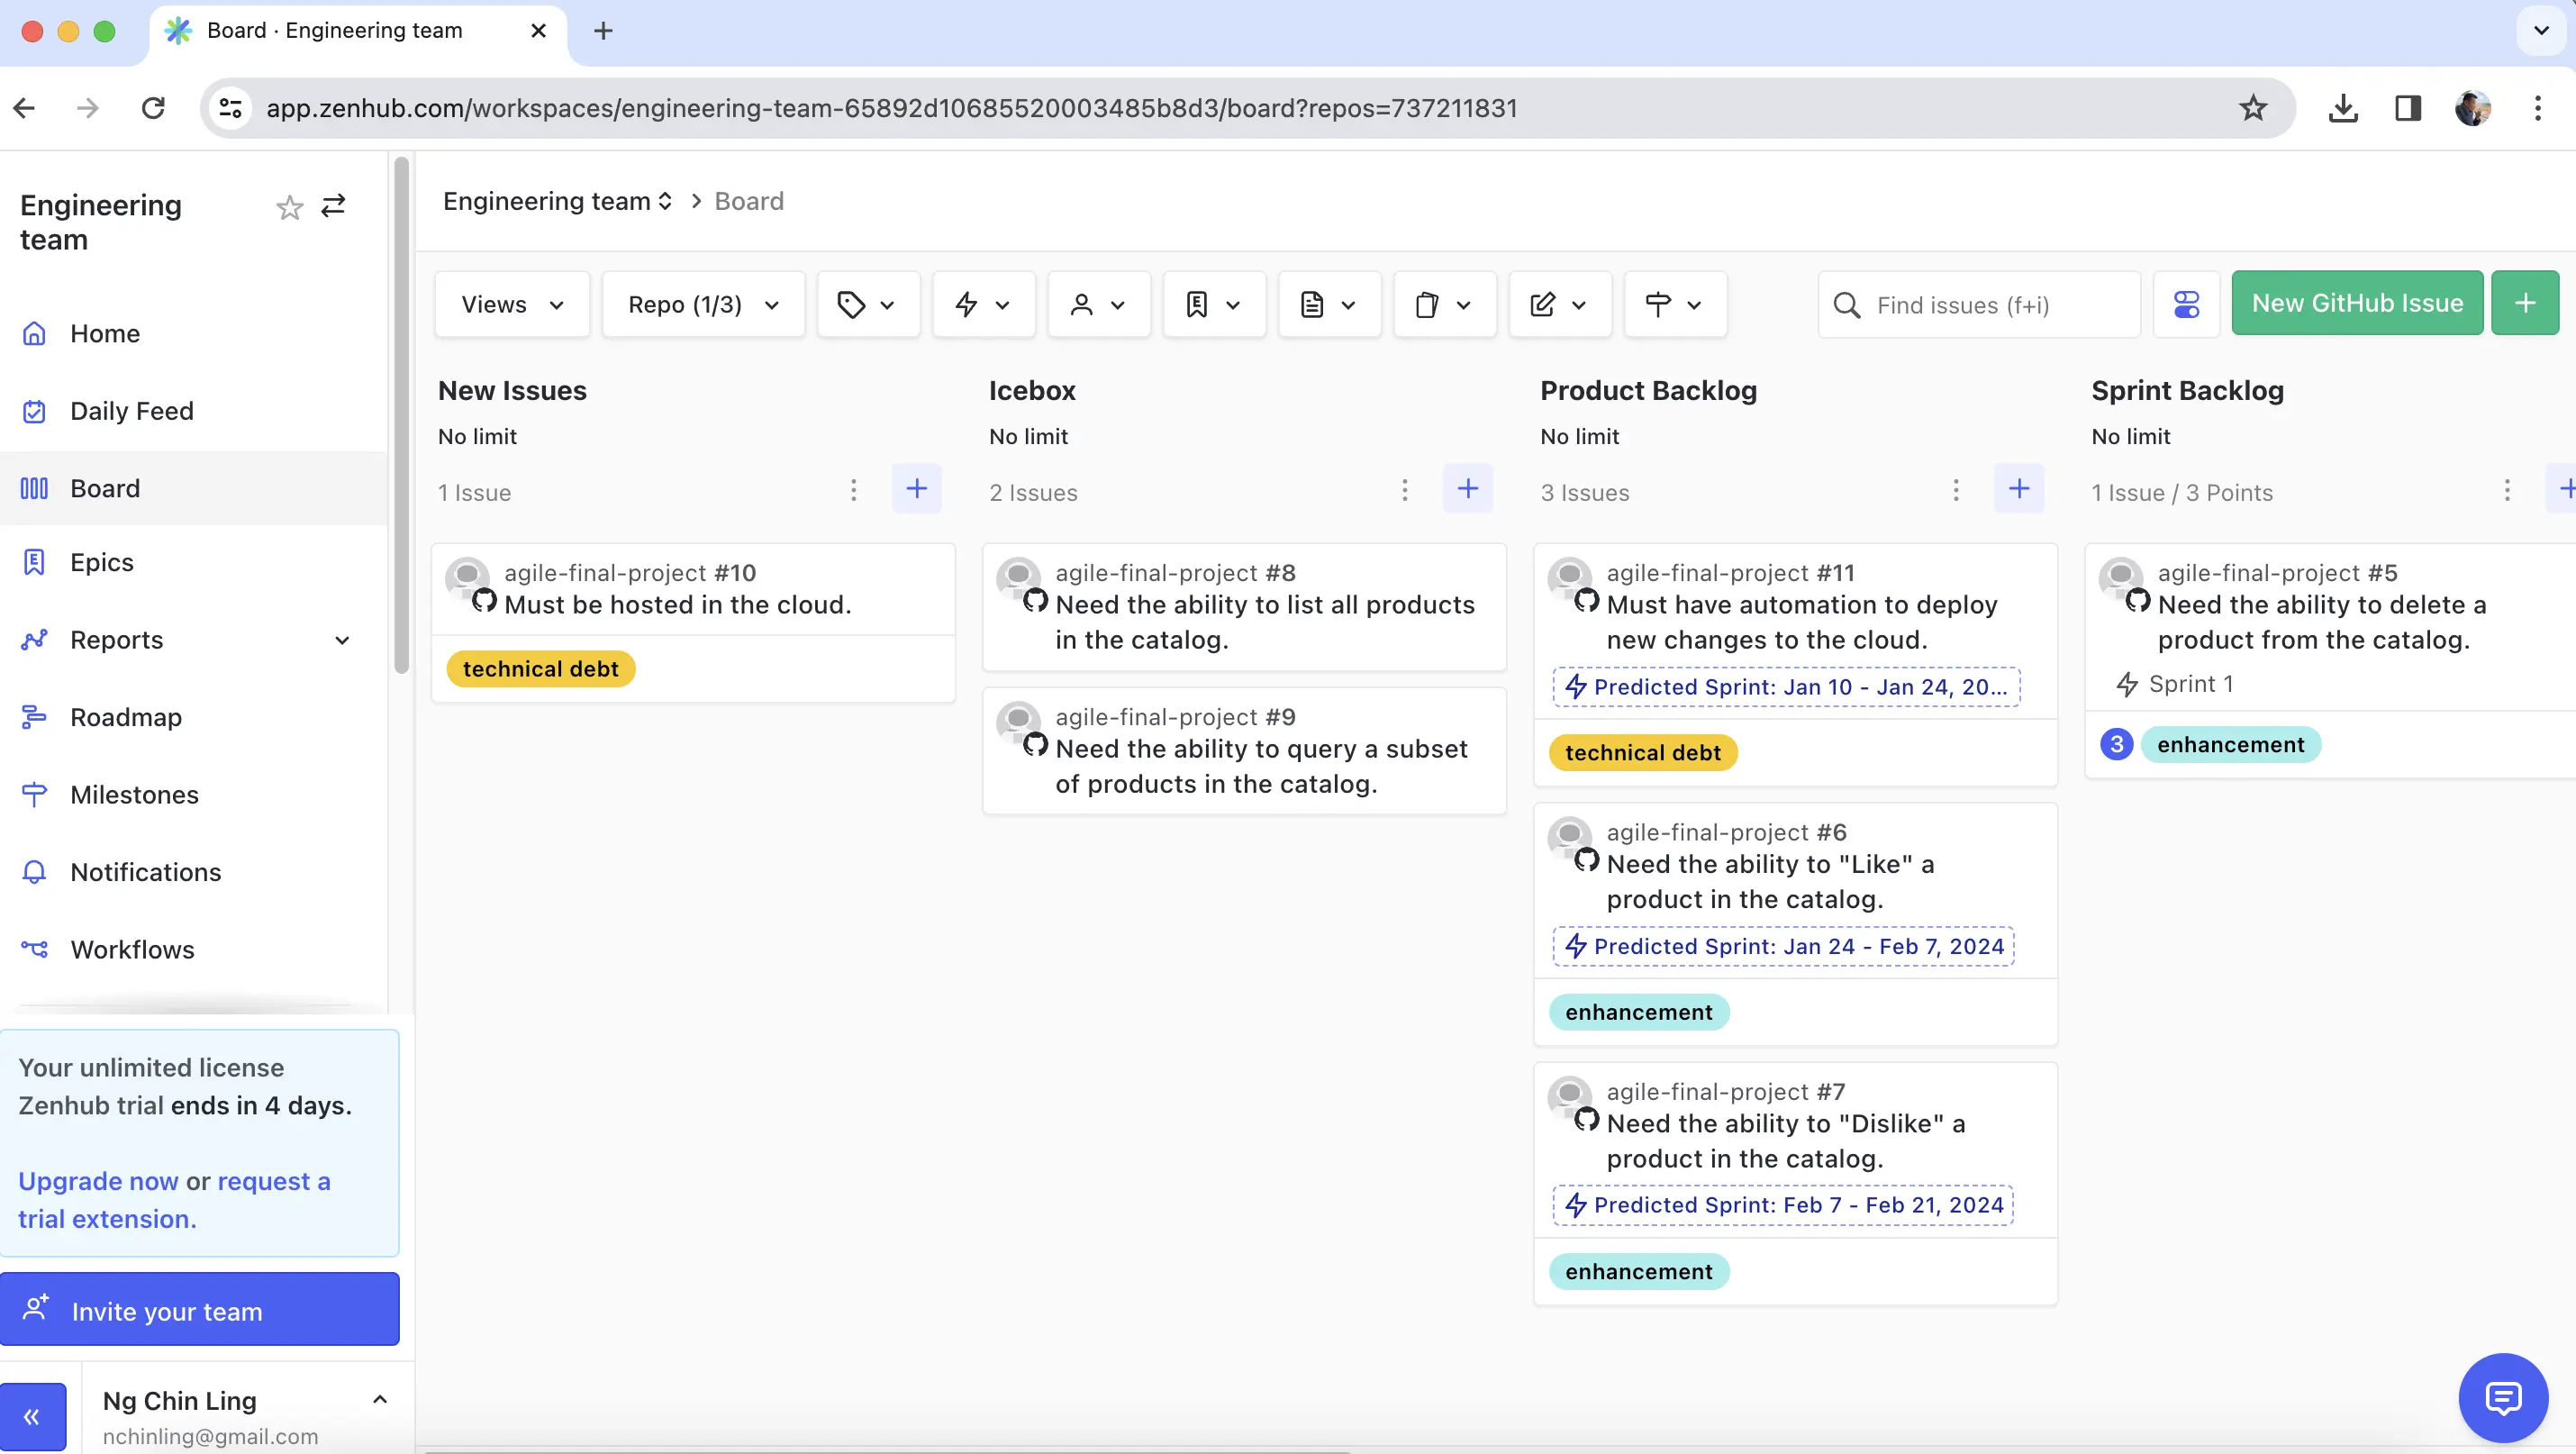 Board · Engineering team
app.zenhub.com/workspaces/engineering-team-65892d10685520003485b8d3/board?repos=737211831
Engineering
team
Home
Daily Feed
Board
Epics
Reports
Roadmap
Milestones
Notifications
Workflows
Your unlimited license
Zenhub trial ends in 4 days.
Upgrade now or request a
trial extension.
Invite your team
Ng Chin Ling
nchinling@gmail.com
Engineering team > Board
Views
Repo (1/3)
Find issues (f+i)
New GitHub Issue
New Issues
No limit
1 Issue
agile-final-project #10
Must be hosted in the cloud.
technical debt
Icebox
No limit
2 Issues
agile-final-project #8
Need the ability to list all products
in the catalog.
agile-final-project #9
Need the ability to query a subset
of products in the catalog.
Product Backlog
No limit
3 Issues
agile-final-project #11
Must have automation to deploy
new changes to the cloud.
Predicted Sprint: Jan 10 - Jan 24, 20...
technical debt
agile-final-project #6
Need the ability to "Like" a
product in the catalog.
Predicted Sprint: Jan 24 - Feb 7, 2024
enhancement
agile-final-project #7
Need the ability to "Dislike" a
product in the catalog.
Predicted Sprint: Feb 7 - Feb 21, 2024
enhancement
Sprint Backlog
No limit
1 Issue / 3 Points
agile-final-project #5
Need the ability to delete a
product from the catalog.
Sprint 1
3 enhancement